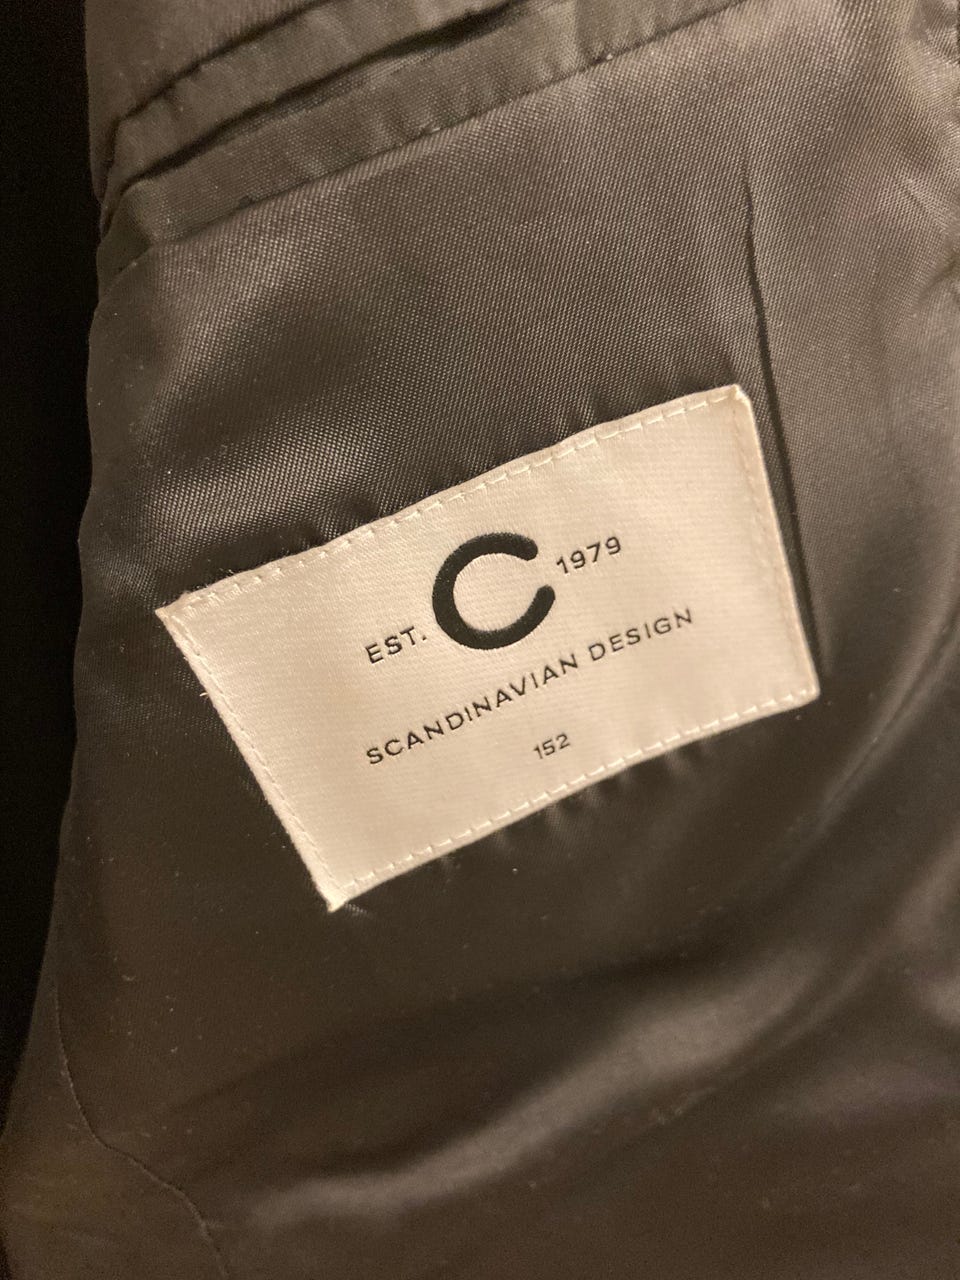 EST. C 1979
SCANDINAVIAN DESIGN
152